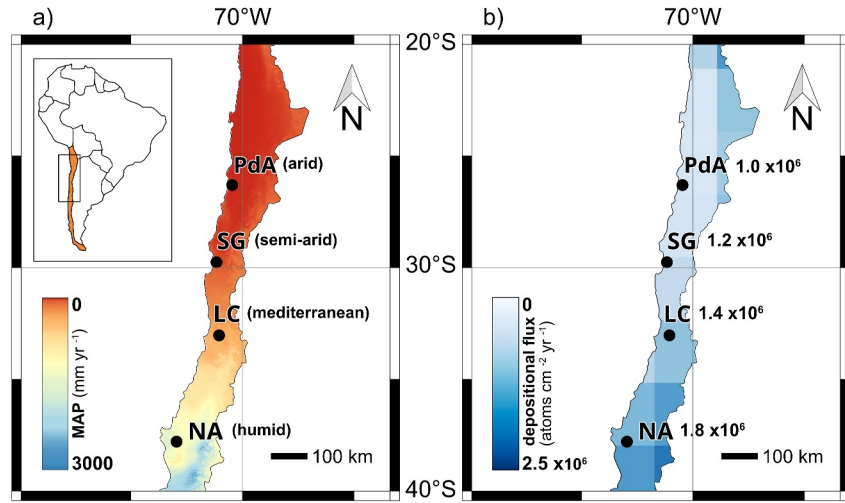 a)
70°W
N
PdA (arid)
SG (semi-arid)
LC (mediterranean)
NA (humid)
0
MAP (mm yr⁻¹)
3000
100 km
20°S
30°S
40°S
b)
70°W
N
PdA 1.0 x10⁶
SG 1.2 x10⁶
LC 1.4 x10⁶
NA 1.8 x10⁶
0
depositional flux
(atoms cm⁻² yr⁻¹)
2.5 x10⁶
100 km